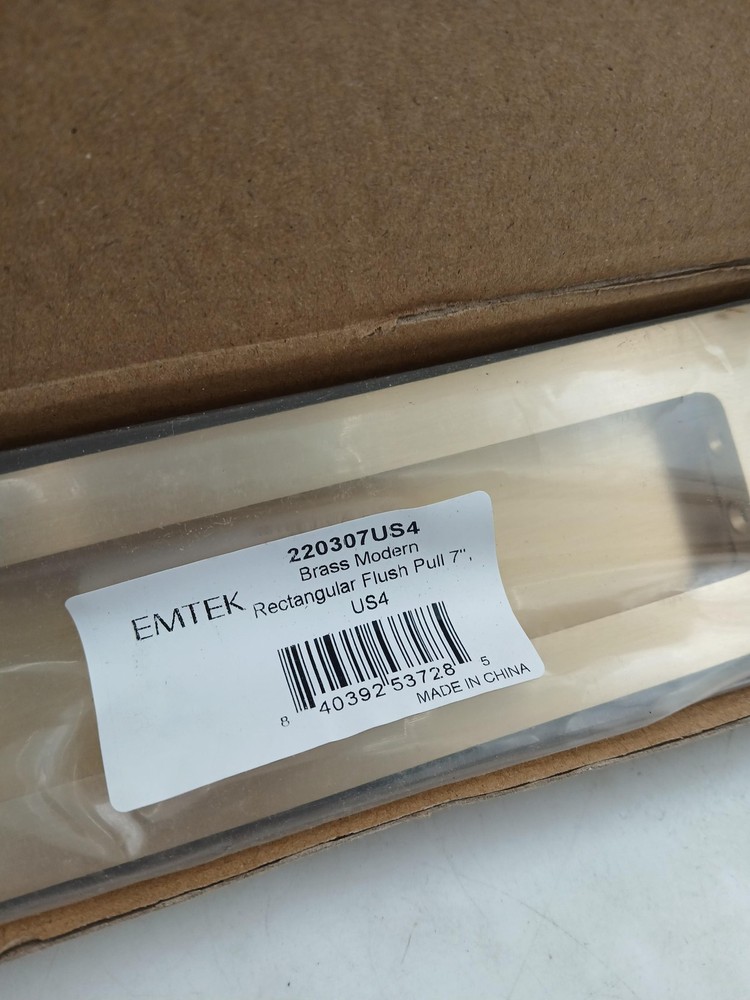 220307US4
Brass Modern
EMTEK Rectangular Flush Pull 7",
US4
8 40392 53728 5
MADE IN CHINA